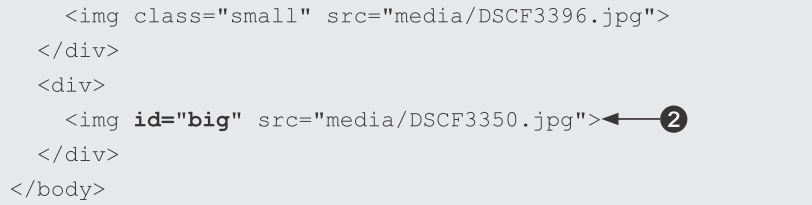 <img class="small" src="media/DSCF3396.jpg">
</div>
<div>
<img id="big" src="media/DSCF3350.jpg"> 2
</div>
</body>